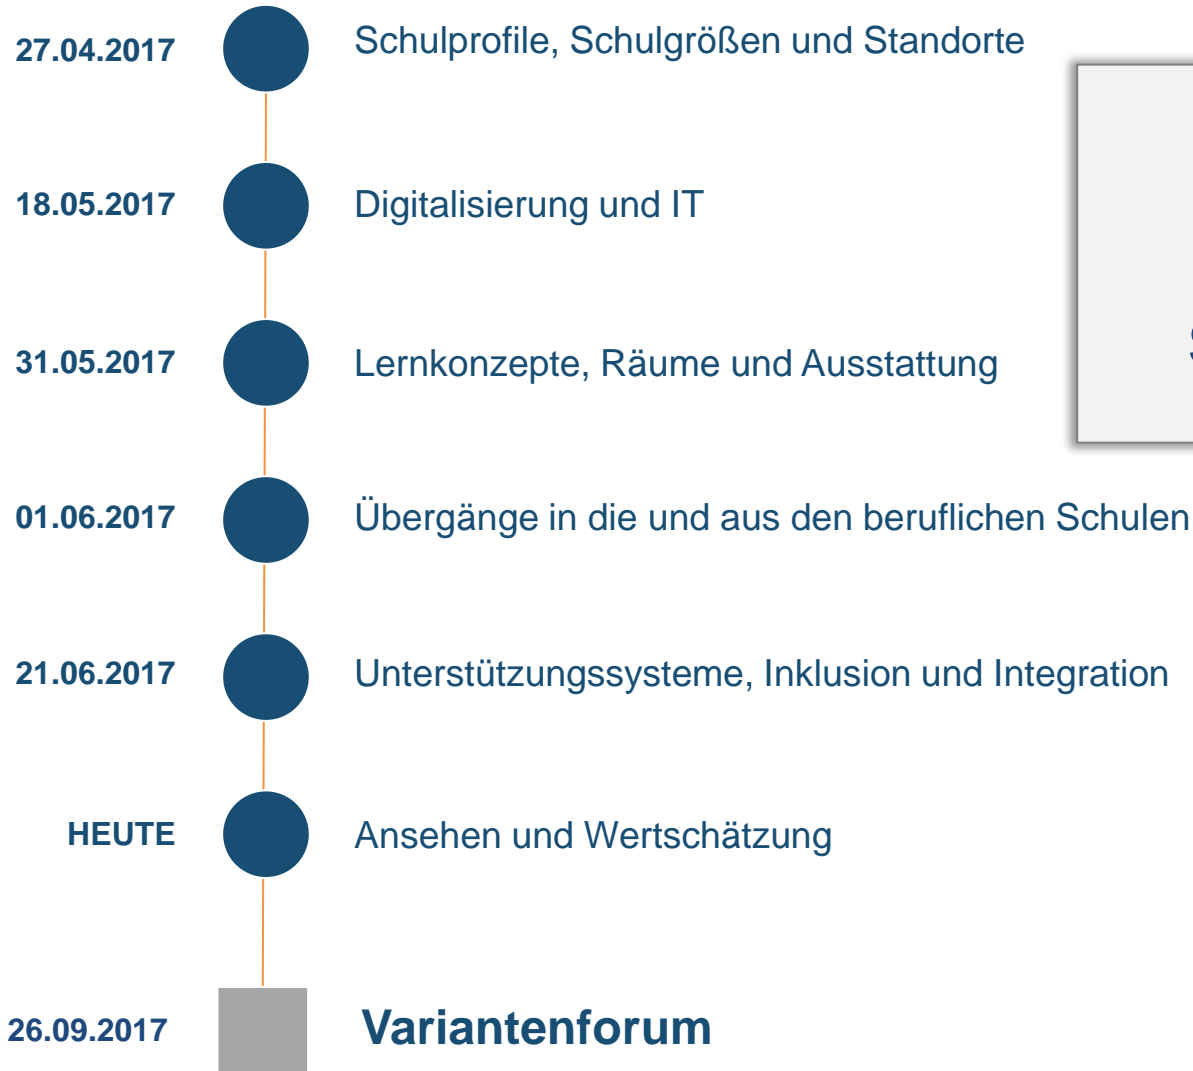 27.04.2017 Schulprofile, Schulgrößen und Standorte
18.05.2017 Digitalisierung und IT
31.05.2017 Lernkonzepte, Räume und Ausstattung
01.06.2017 Übergänge in die und aus den beruflichen Schulen
21.06.2017 Unterstützungssysteme, Inklusion und Integration
HEUTE Ansehen und Wertschätzung
26.09.2017 Variantenforum